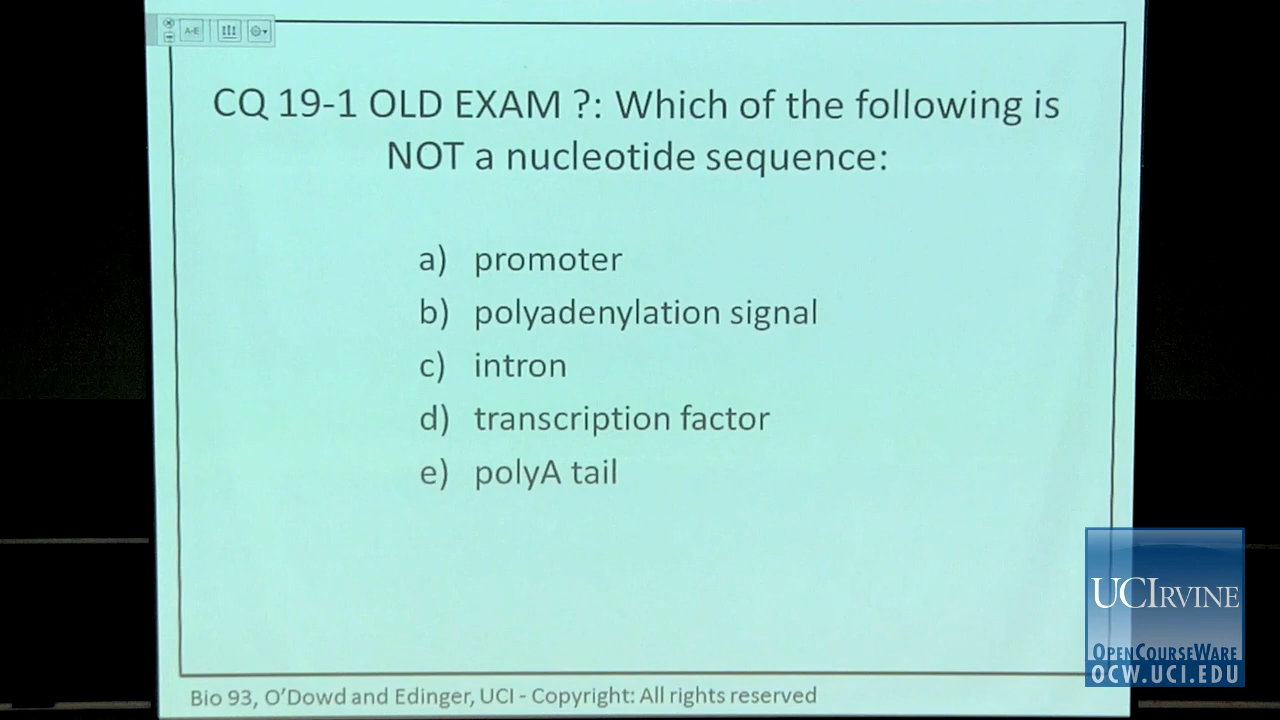 A-E
CQ 19-1 OLD EXAM ?: Which of the following is
NOT a nucleotide sequence:
a) promoter
b) polyadenylation signal
c) intron
d) transcription factor
e) polyA tail
UCIRVINE
OPENCOURSEWARE
OCW.UCI.EDU
Bio 93, O'Dowd and Edinger, UCI - Copyright: All rights reserved